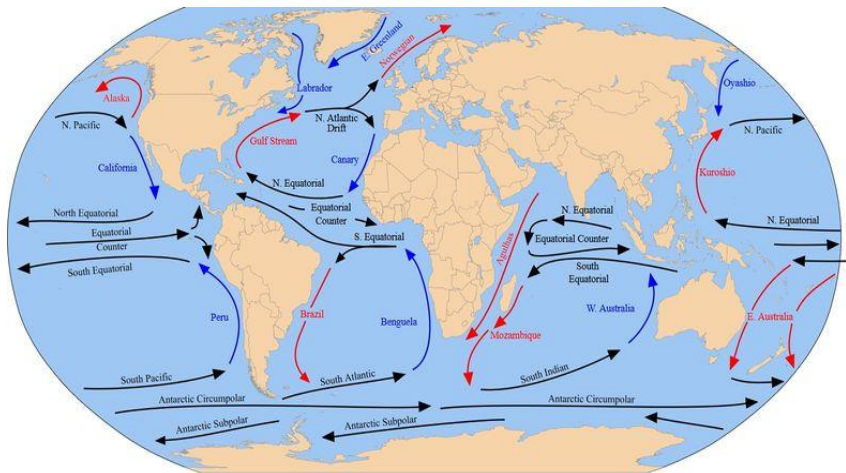 E. Greenland
Norwegian
Labrador
Alaska
Oyashio
N. Pacific
N. Atlantic
Drift
Gulf Stream
N. Pacific
California
Canary
Kuroshio
N. Equatorial
North Equatorial
Equatorial
Counter
N. Equatorial
N. Equatorial
Equatorial
Counter
S. Equatorial
Equatorial Counter
South Equatorial
South
Equatorial
Agalhas
Peru
Brazil
Benguela
Mozambique
W. Australia
E. Australia
South Pacific
South Atlantic
South Indian
Antarctic Circumpolar
Antarctic Circumpolar
Antarctic Subpolar
Antarctic Subpolar